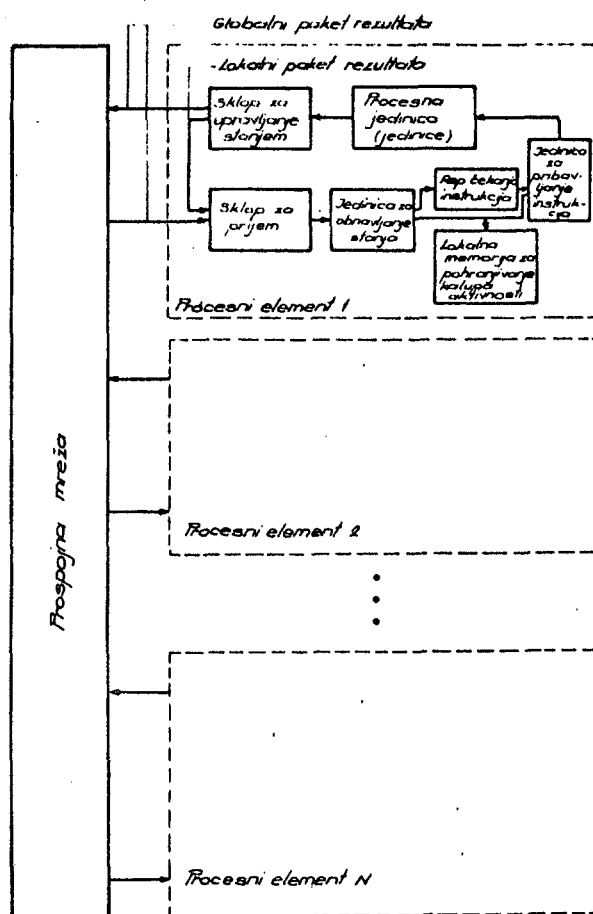 Globalni paket rezultata
-Lokalni paket rezultata
Sklop za
upravljanje
stanjem
Procesna
jedinica
(jedinice)
Jedinica
za
pribav-
ljanje
instruk-
cija
Rep čekanja
instrukcija
Sklop za
prijem
Jedinica za
obnavljanje
stanja
Lokalna
memorija za
pohranjivanje
kalupa
aktivnosti
Procesni element 1
Prospojna mreža
Procesni element 2
Procesni element N